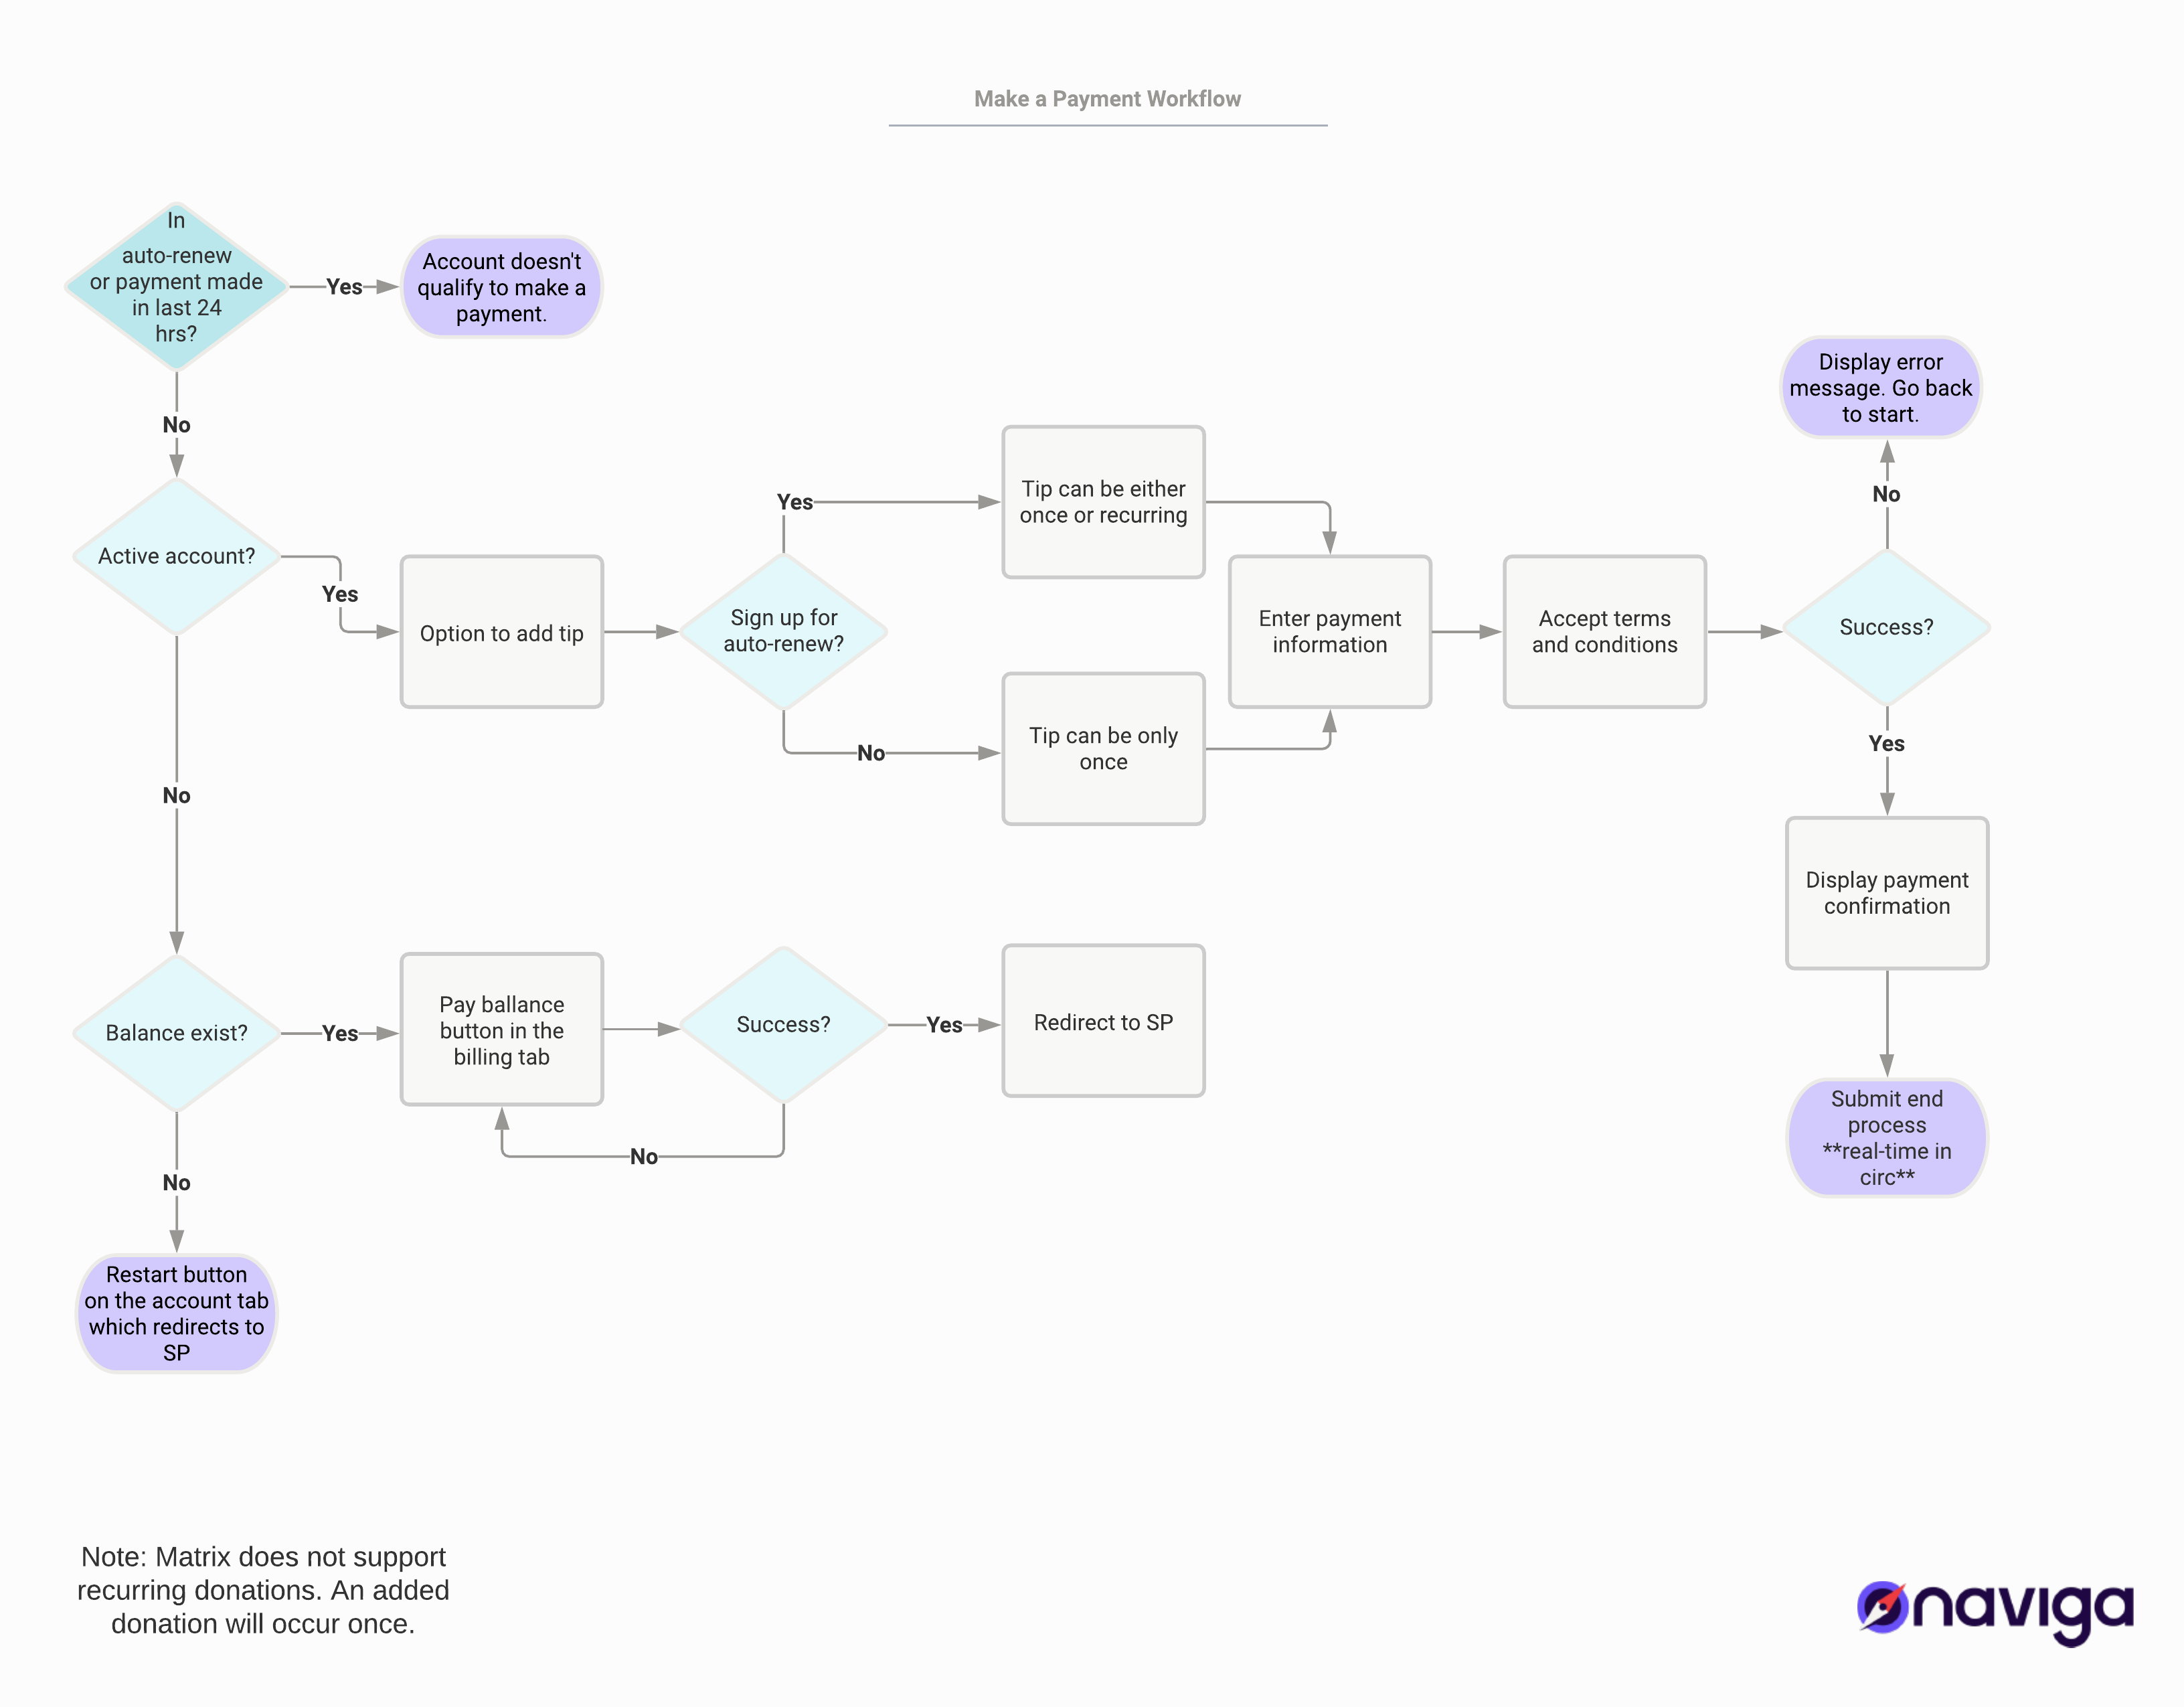 Make a Payment Workflow
In
auto-renew
or payment made
in last 24
hrs?
Yes
Account doesn't
qualify to make a
payment.
No
Active account?
Yes
Option to add tip
Sign up for
auto-renew?
Yes
Tip can be either
once or recurring
No
Tip can be only
once
Enter payment
information
Accept terms
and conditions
Success?
No
Display error
message. Go back
to start.
Yes
Display payment
confirmation
Submit end
process
**real-time in
circ**
No
Balance exist?
Yes
Pay ballance
button in the
billing tab
Success?
Yes
Redirect to SP
No
No
Restart button
on the account tab
which redirects to
SP
Note: Matrix does not support
recurring donations. An added
donation will occur once.
naviga